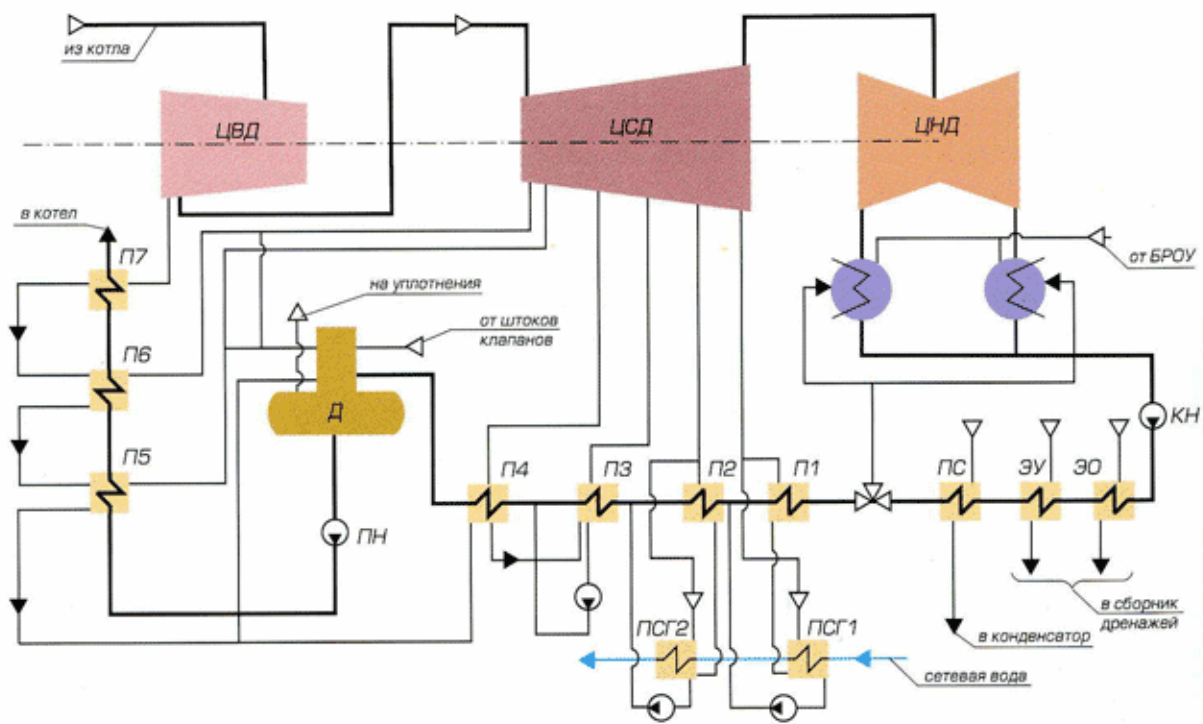 из котла
ЦВД
ЦСД
ЦНД
в котел
П7
на уплотнения
от БРОУ
от штоков
клапанов
П6
Д
КН
П5
П4
П3
П2
П1
ПС
ЭУ
ЭО
ПН
в сборник
дренажей
ПСГ2
ПСГ1
в конденсатор
сетевая вода